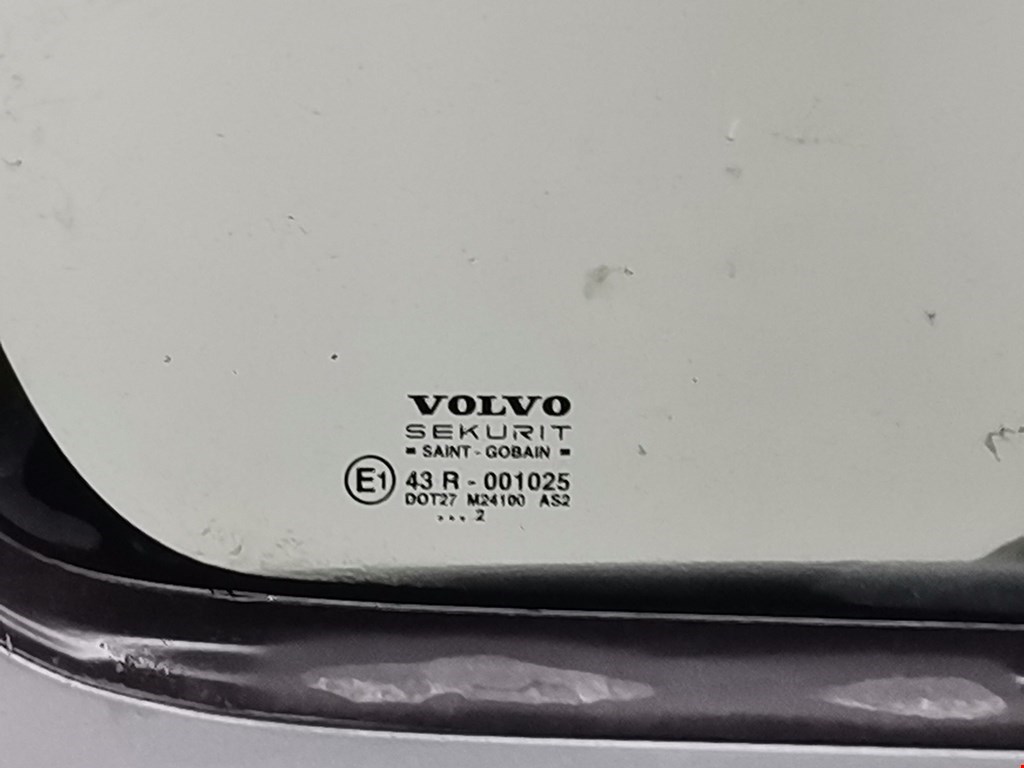 VOLVO
SEKURIT
SAINT - GOBAIN
E1 43 R - 001025
DOT27 M24100 AS2
... 2